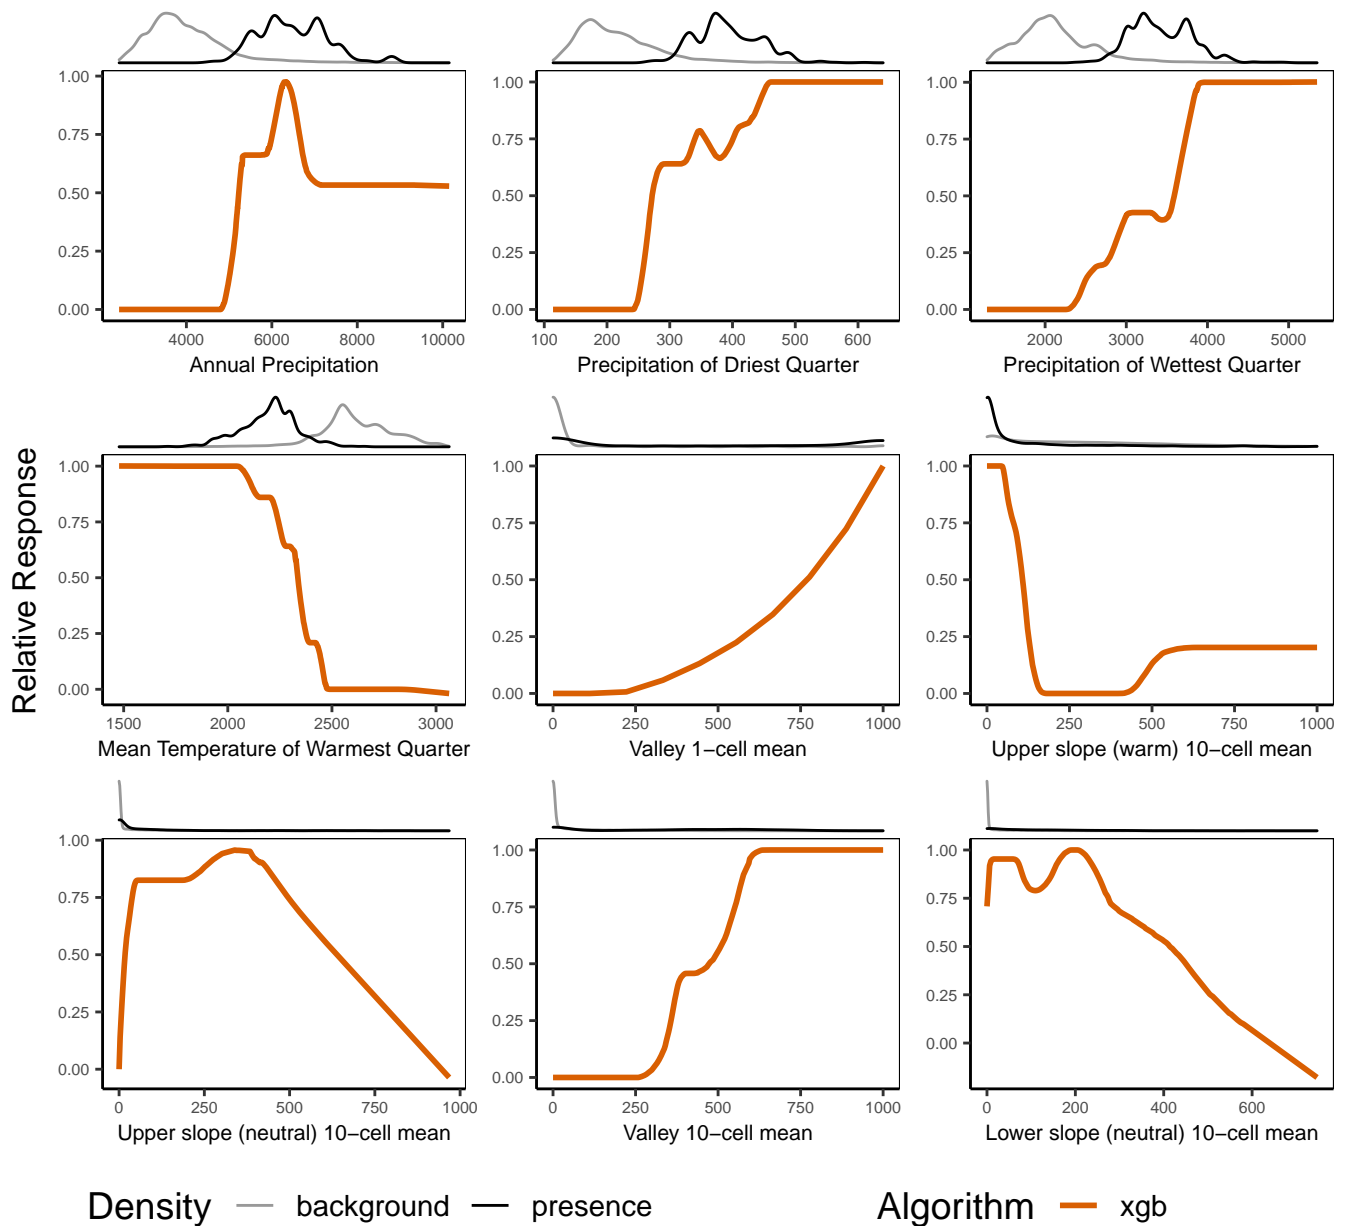 1.00
0.75
0.50
0.25
0.00
4000 6000 8000 10000
Annual Precipitation
1.00
0.75
0.50
0.25
0.00
100 200 300 400 500 600
Precipitation of Driest Quarter
1.00
0.75
0.50
0.25
0.00
2000 3000 4000 5000
Precipitation of Wettest Quarter
Relative Response
1.00
0.75
0.50
0.25
0.00
1500 2000 2500 3000
Mean Temperature of Warmest Quarter
1.00
0.75
0.50
0.25
0.00
0 250 500 750 1000
Valley 1−cell mean
1.00
0.75
0.50
0.25
0.00
0 250 500 750 1000
Upper slope (warm) 10−cell mean
1.00
0.75
0.50
0.25
0.00
0 250 500 750 1000
Upper slope (neutral) 10−cell mean
1.00
0.75
0.50
0.25
0.00
0 250 500 750 1000
Valley 10−cell mean
1.00
0.75
0.50
0.25
0.00
0 200 400 600
Lower slope (neutral) 10−cell mean
Density background presence Algorithm xgb